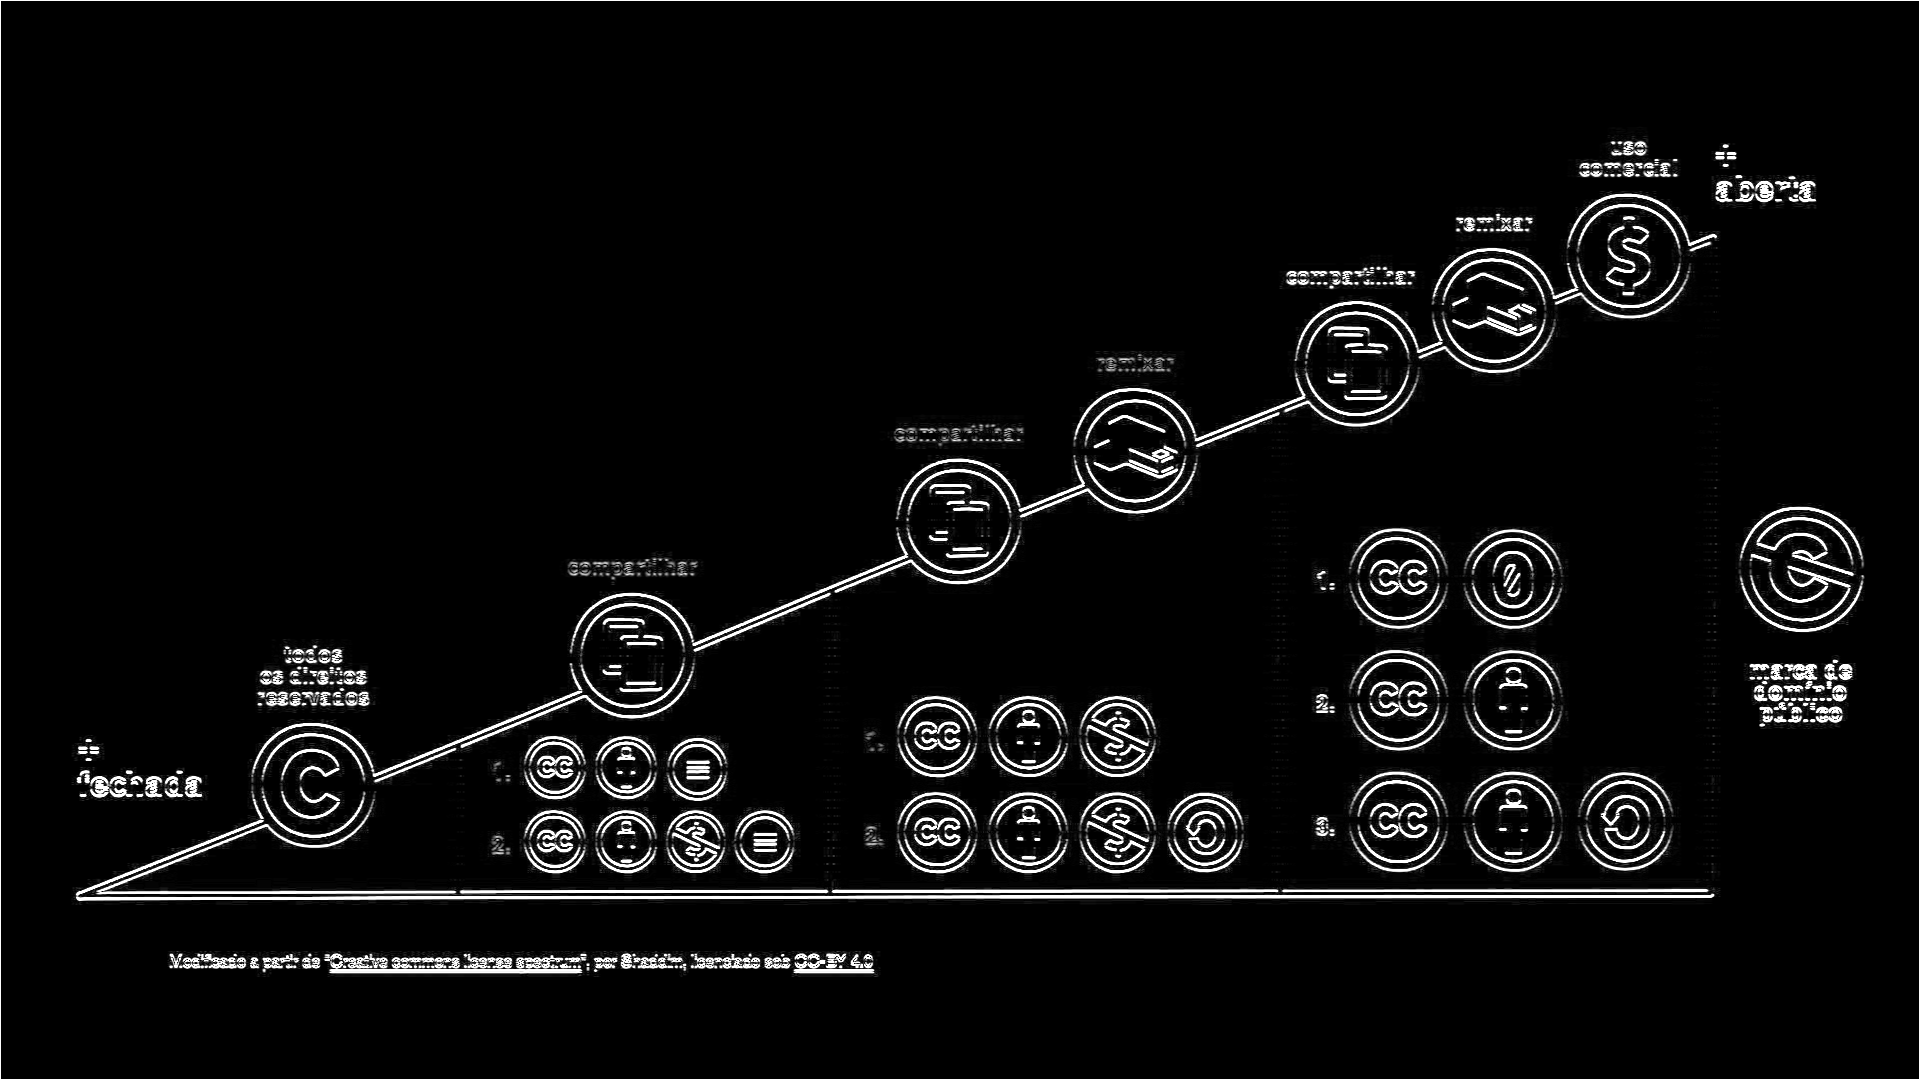 uso
comercial
+
aberta
remixar
compartilhar
remixar
compartilhar
compartilhar
todos
os direitos
reservados
+
fechada
C
$
1. CC =
2. CC $ =
1. CC $
2. CC $
1. CC 0
2. CC
3. CC
marca de
domínio
público
Modificado a partir de "Creative commons license spectrum", por Shaddim, licenciado sob CC-BY 4.0